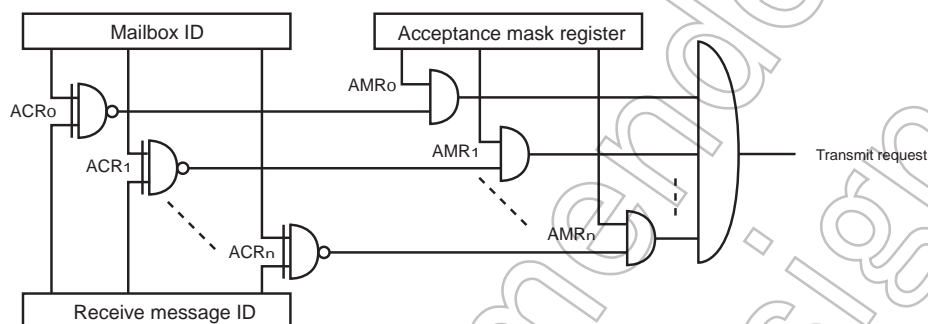 Mailbox ID
Acceptance mask register
AMR0
ACR0
AMR1
ACR1
Transmit request
AMRn
ACRn
Receive message ID